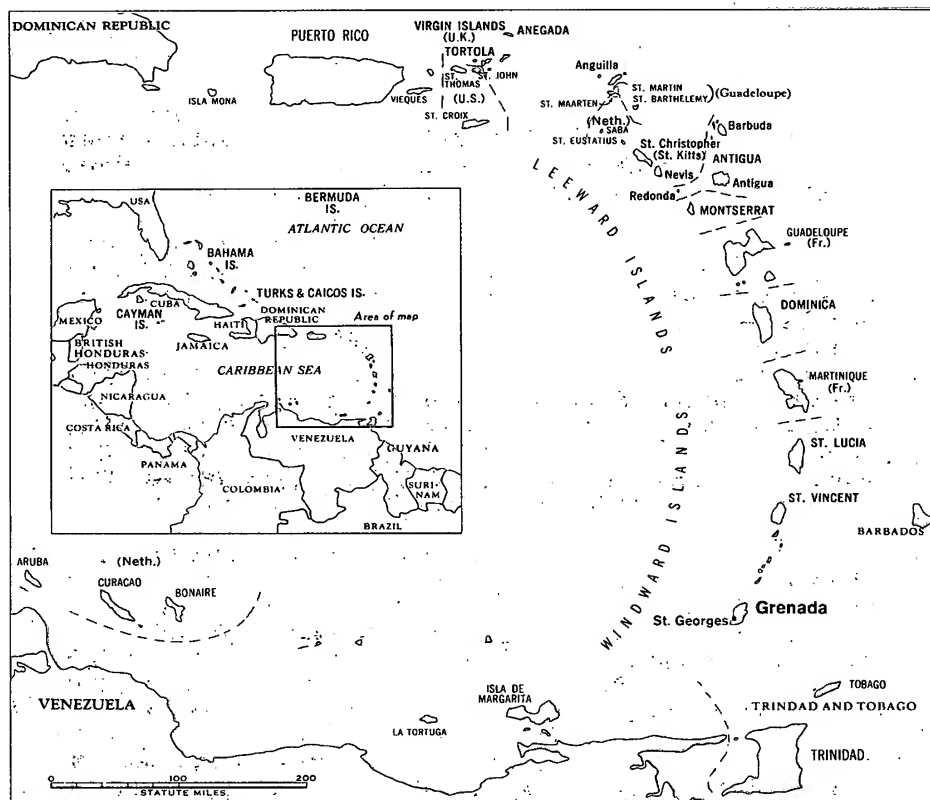 DOMINICAN REPUBLIC
PUERTO RICO
VIRGIN ISLANDS
(U.K.)
ANEGADA
TORTOLA
ST.
THOMAS
ST. JOHN
(U.S.)
ISLA MONA
VIEQUES
ST. CROIX
Anguilla
ST. MARTIN
ST. BARTHELEMY
(Guadeloupe)
ST. MAARTEN
(Neth.)
SABA
ST. EUSTATIUS
Barbuda
St. Christopher
(St. Kitts)
ANTIGUA
Nevis
Antigua
Redonda
MONTSERRAT
LEEWARD ISLANDS
GUADELOUPE
(Fr.)
DOMINICA
MARTINIQUE
(Fr.)
WINDWARD ISLANDS
ST. LUCIA
ST. VINCENT
BARBADOS
Grenada
St. Georges
USA
BERMUDA
IS.
ATLANTIC OCEAN
BAHAMA
IS.
TURKS & CAICOS IS.
CUBA
CAYMAN
IS.
HAITI
DOMINICAN
REPUBLIC
Area of map
MEXICO
JAMAICA
BRITISH
HONDURAS
HONDURAS
CARIBBEAN SEA
NICARAGUA
COSTA RICA
PANAMA
VENEZUELA
GUYANA
COLOMBIA
SURI-
NAM
BRAZIL
ARUBA
(Neth.)
CURACAO
BONAIRE
VENEZUELA
LA TORTUGA
ISLA DE
MARGARITA
TOBAGO
TRINIDAD AND TOBAGO
TRINIDAD
0 100 200
STATUTE MILES